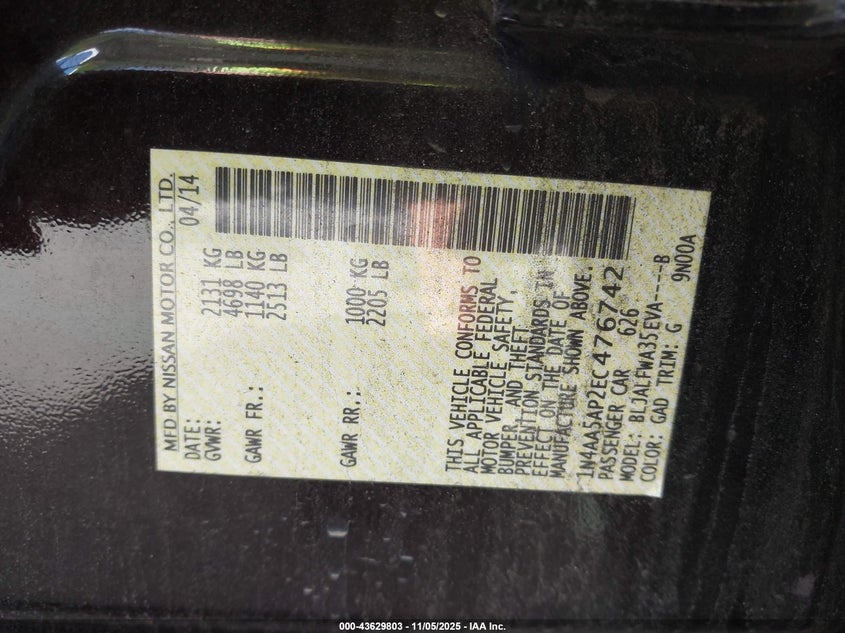 MFD BY NISSAN MOTOR CO., LTD.
DATE: 04/14
GVWR: 2131 KG
4698 LB
GAWR FR.: 1140 KG
2513 LB
GAWR RR.: 1000 KG
2205 LB
THIS VEHICLE CONFORMS TO
ALL APPLICABLE FEDERAL
MOTOR VEHICLE SAFETY,
BUMPER, AND THEFT
PREVENTION STANDARDS IN
EFFECT ON THE DATE OF
MANUFACTURE SHOWN ABOVE.
1N4AA5AP2EC476742
PASSENGER CAR 626
MODEL: BLJALFWA35EVA----B
COLOR: GAD TRIM: G 9N00A
000-43629803 - 11/05/2025 - IAA Inc.